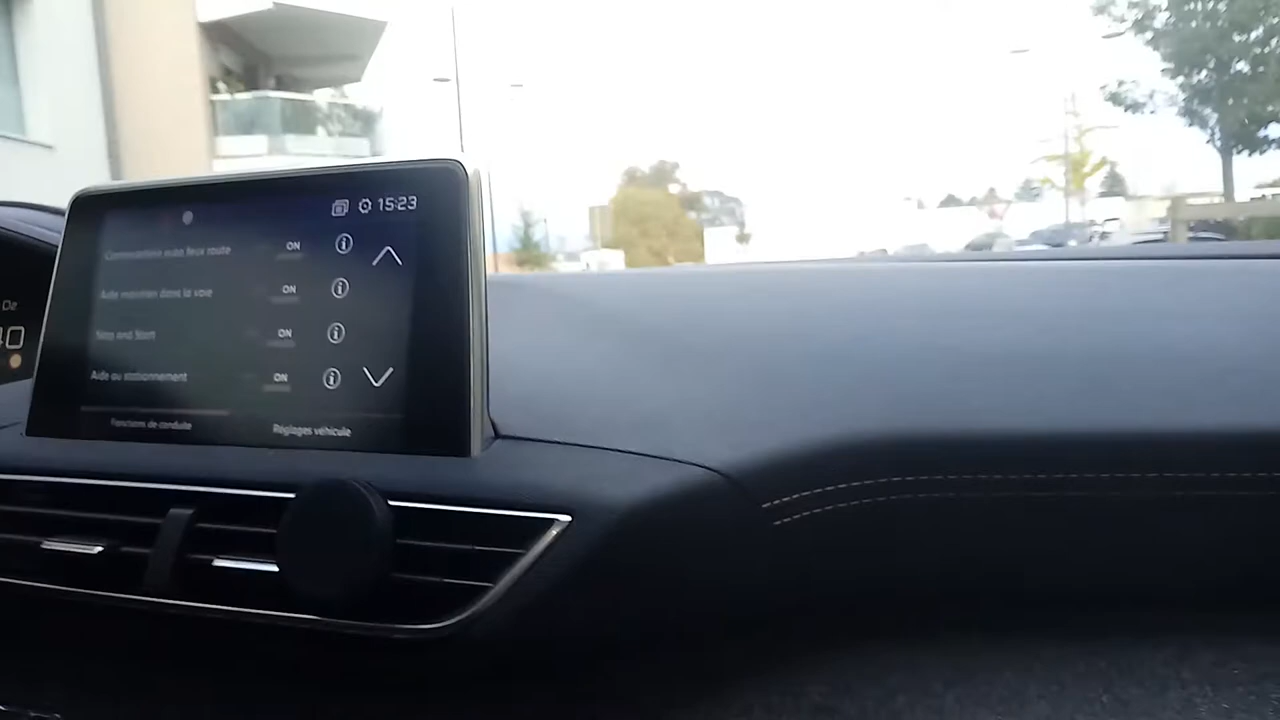 15:23
Commutation auto feux route ON
Aide maintien dans la voie ON
Stop and Start ON
Aide au stationnement ON
Fonctions de conduite Réglages véhicule
De